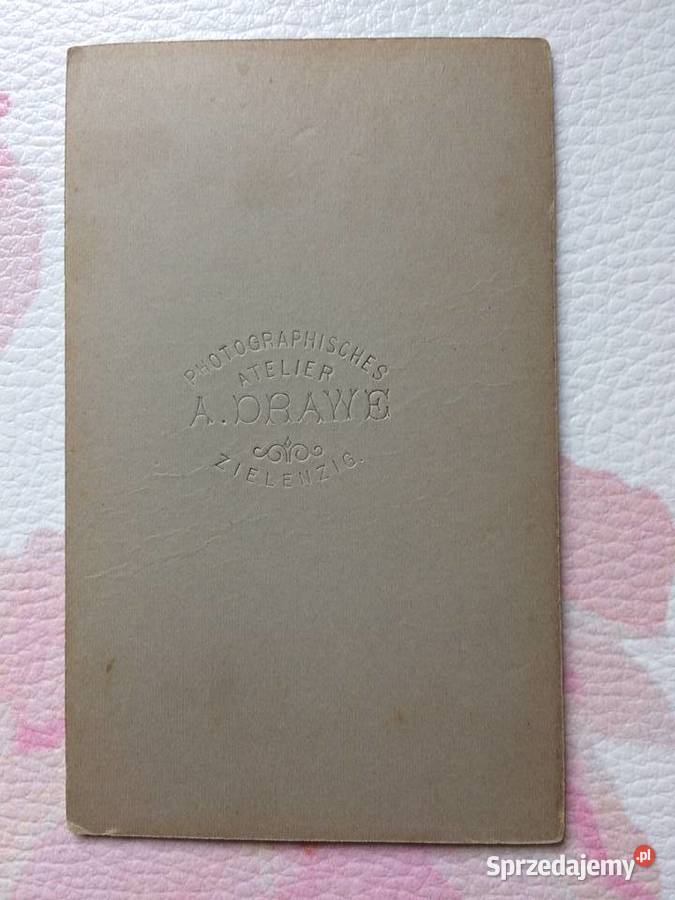 PHOTOGRAPHISCHES
ATELIER
A. DRAWE
ZIELENZIG.
Sprzedajemy.pl